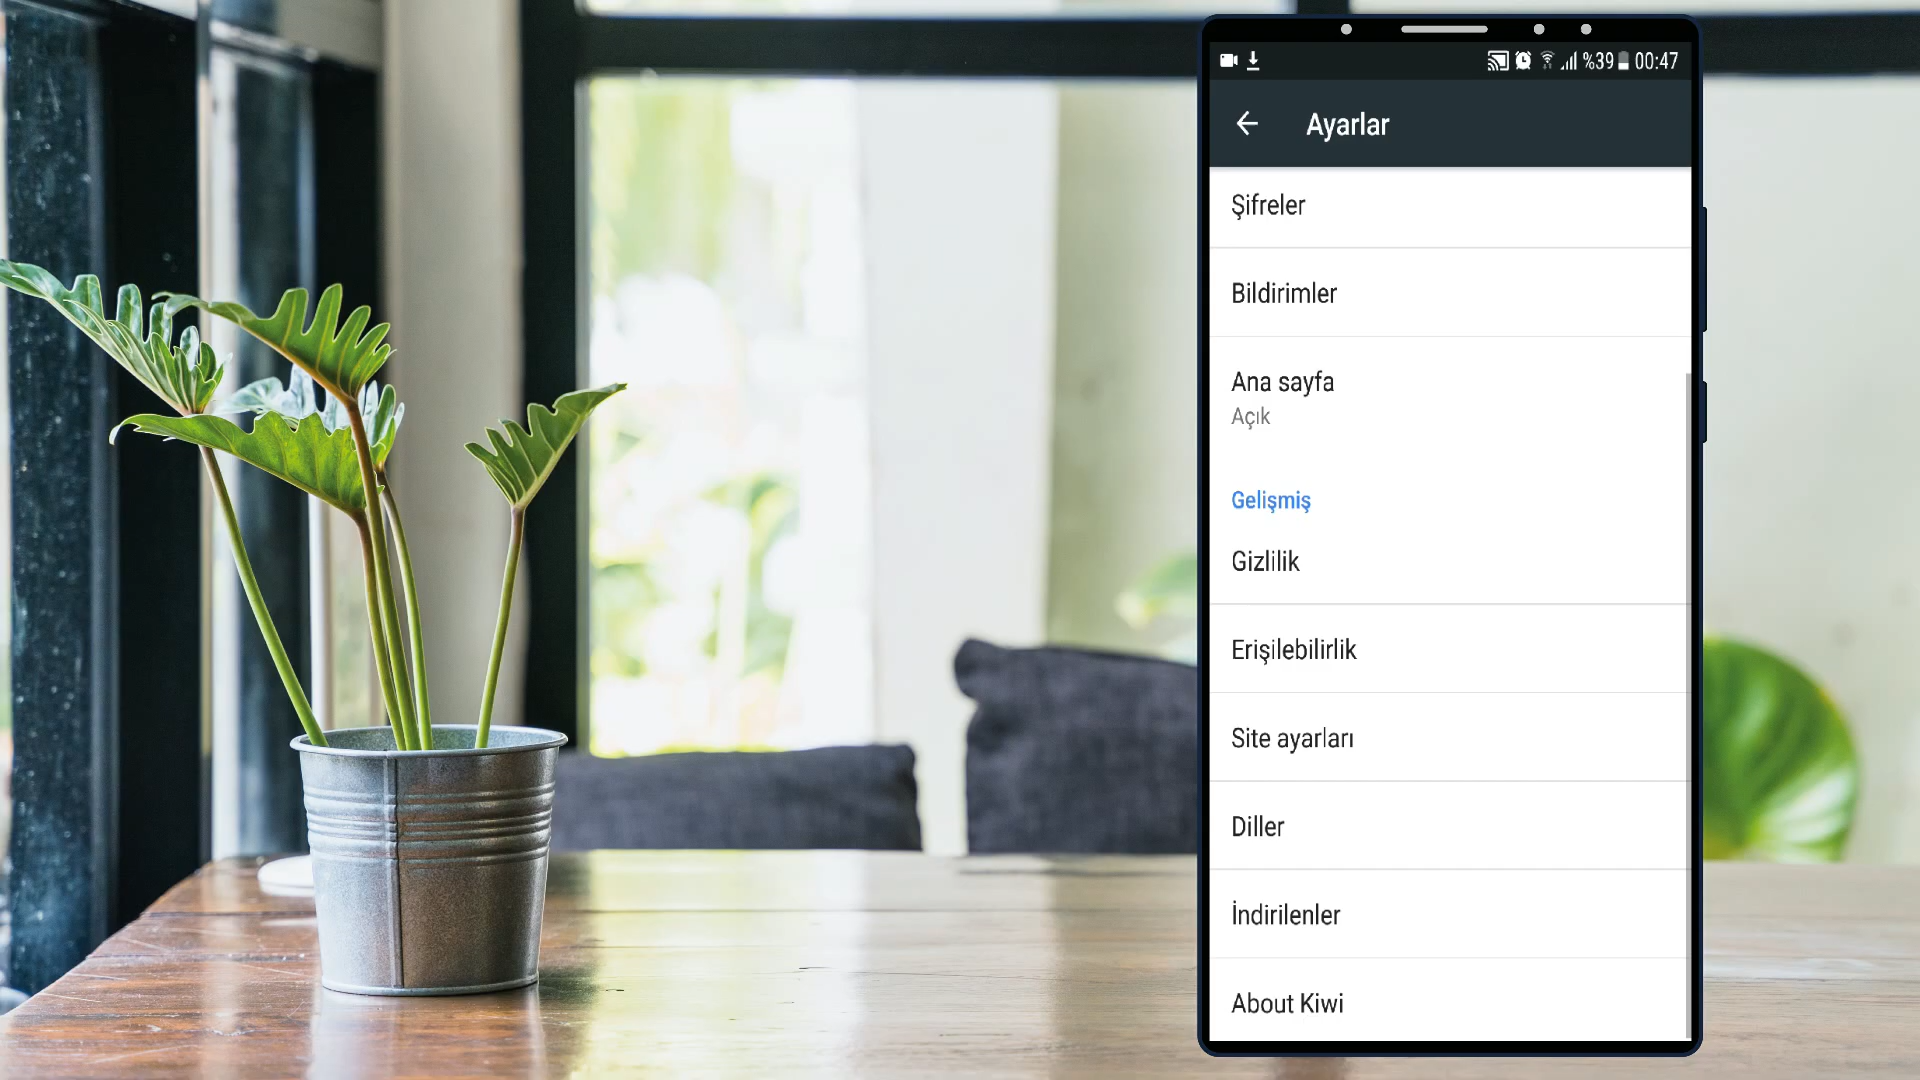 %39 00:47
Ayarlar
Şifreler
Bildirimler
Ana sayfa
Açık
Gelişmiş
Gizlilik
Erişilebilirlik
Site ayarları
Diller
İndirilenler
About Kiwi